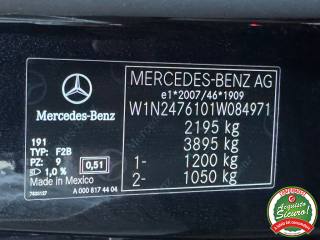 Mercedes-Benz
191
TYP: F2B
PZ: 9
1,0 % 0,51
Made in Mexico
A 000 817 44 04
MERCEDES-BENZ AG
e1*2007/46*1909
W1N2476101W084971
2195 kg
3895 kg
1- 1200 kg
2- 1050 kg
Acquisto
Sicuro!